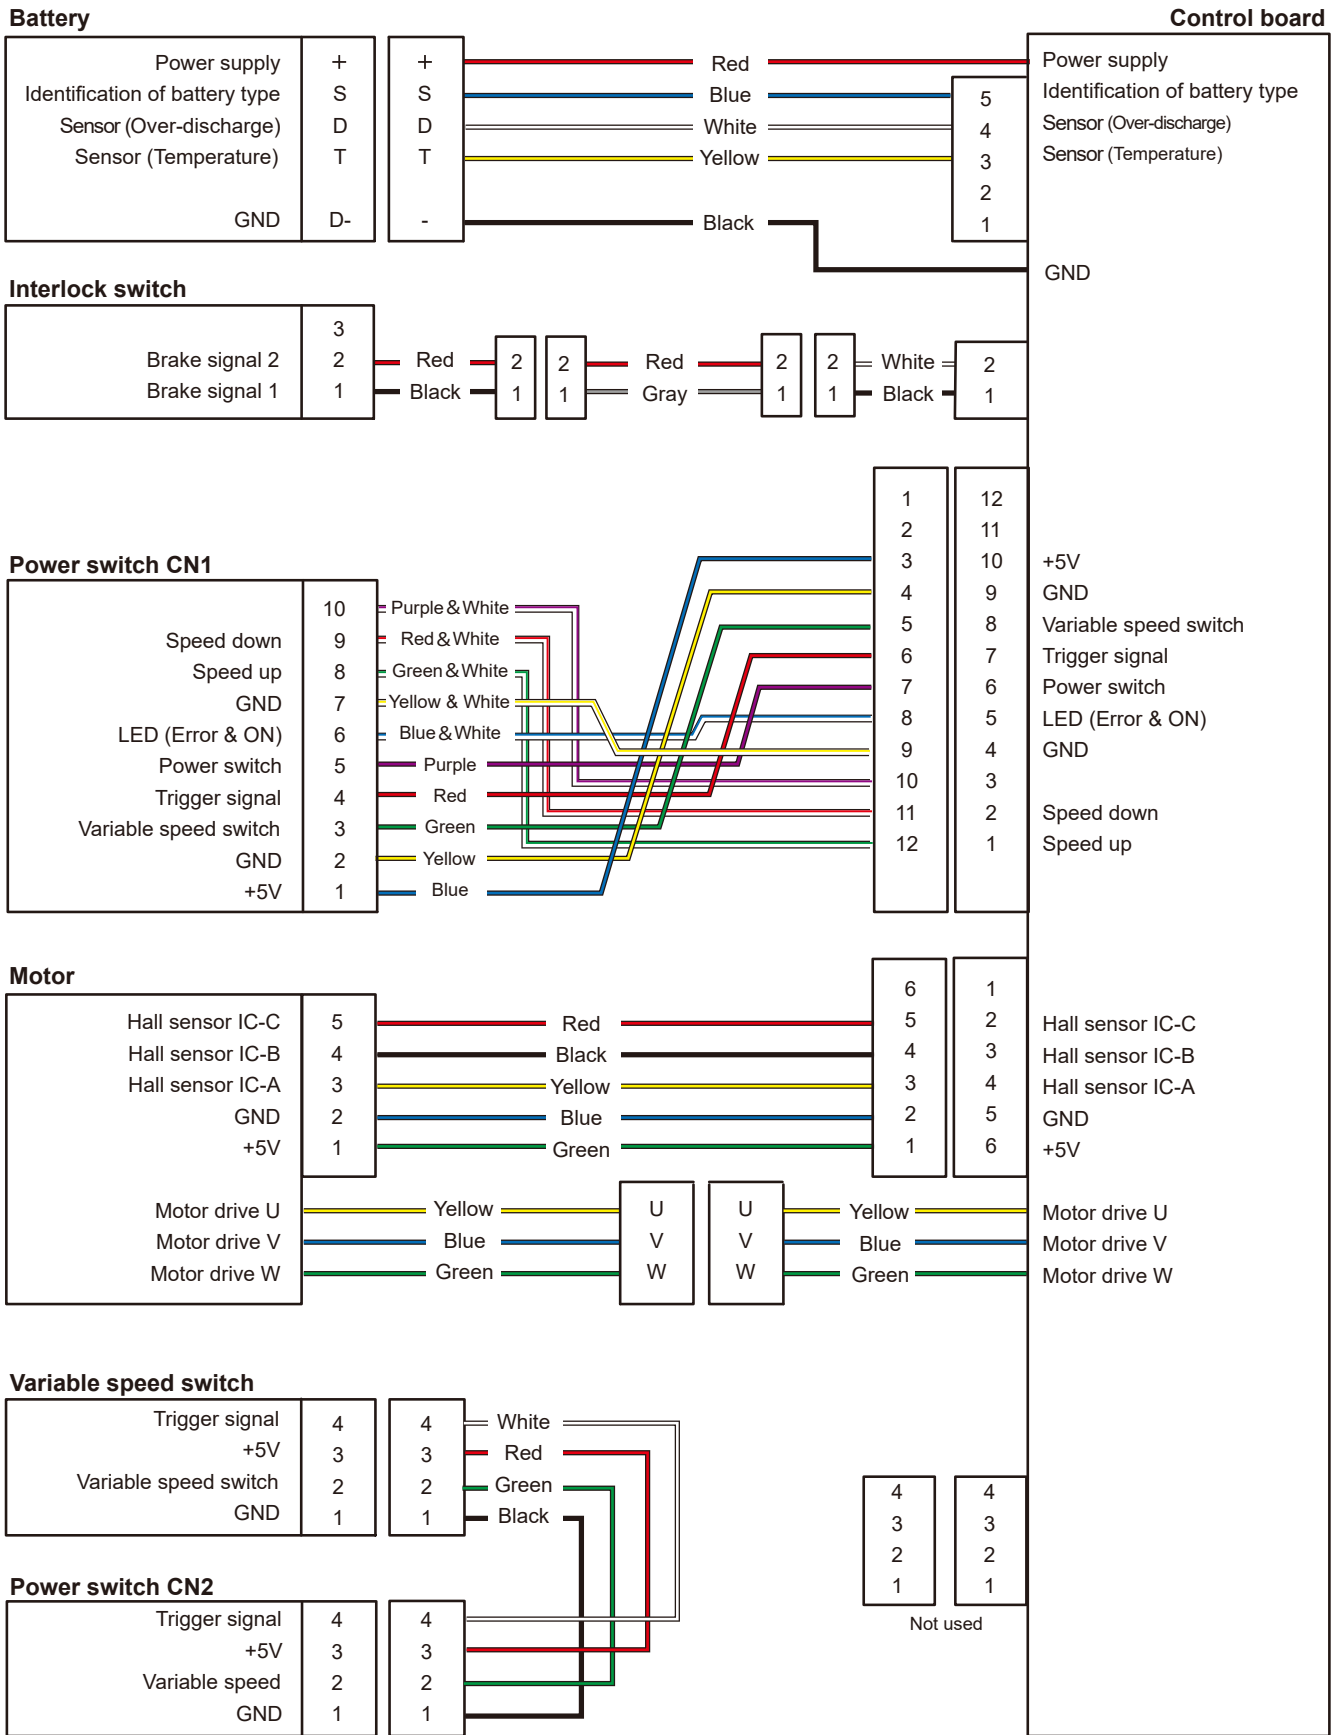 Battery Control board
Power supply + + Red Power supply
Identification of battery type S S Blue 5 Identification of battery type
Sensor (Over-discharge) D D White 4 Sensor (Over-discharge)
Sensor (Temperature) T T Yellow 3 Sensor (Temperature)
2
GND D- - Black 1
GND
Interlock switch
3
Brake signal 2 2 Red 2 2 Red 2 2 White 2
Brake signal 1 1 Black 1 1 Gray 1 1 Black 1
1 12
2 11
Power switch CN1 3 10 +5V
4 9 GND
10 Purple & White 5 8 Variable speed switch
Speed down 9 Red & White 6 7 Trigger signal
Speed up 8 Green & White 7 6 Power switch
GND 7 Yellow & White 8 5 LED (Error & ON)
LED (Error & ON) 6 Blue & White 9 4 GND
Power switch 5 Purple 10 3
Trigger signal 4 Red 11 2 Speed down
Variable speed switch 3 Green 12 1 Speed up
GND 2 Yellow
+5V 1 Blue
Motor
6 1
Hall sensor IC-C 5 Red 5 2 Hall sensor IC-C
Hall sensor IC-B 4 Black 4 3 Hall sensor IC-B
Hall sensor IC-A 3 Yellow 3 4 Hall sensor IC-A
GND 2 Blue 2 5 GND
+5V 1 Green 1 6 +5V
Motor drive U Yellow U U Yellow Motor drive U
Motor drive V Blue V V Blue Motor drive V
Motor drive W Green W W Green Motor drive W
Variable speed switch
Trigger signal 4 4 White
+5V 3 3 Red
Variable speed switch 2 2 Green 4 4
GND 1 1 Black 3 3
2 2
Power switch CN2 1 1
Trigger signal 4 4 Not used
+5V 3 3
Variable speed 2 2
GND 1 1